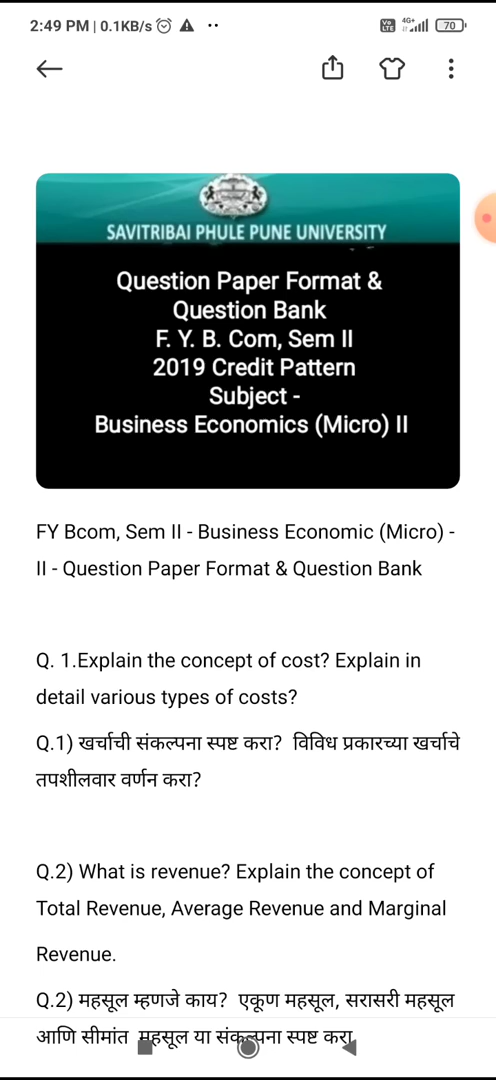 2:49 PM | 0.1KB/s
Vo LTE 4G+ 70
SAVITRIBAI PHULE PUNE UNIVERSITY
Question Paper Format &
Question Bank
F. Y. B. Com, Sem II
2019 Credit Pattern
Subject -
Business Economics (Micro) II
FY Bcom, Sem II - Business Economic (Micro) -
II - Question Paper Format & Question Bank
Q. 1.Explain the concept of cost? Explain in
detail various types of costs?
Q.1) खर्चाची संकल्पना स्पष्ट करा? विविध प्रकारच्या खर्चाचे
तपशीलवार वर्णन करा?
Q.2) What is revenue? Explain the concept of
Total Revenue, Average Revenue and Marginal
Revenue.
Q.2) महसूल म्हणजे काय? एकूण महसूल, सरासरी महसूल
आणि सीमांत महसूल या संकल्पना स्पष्ट करा